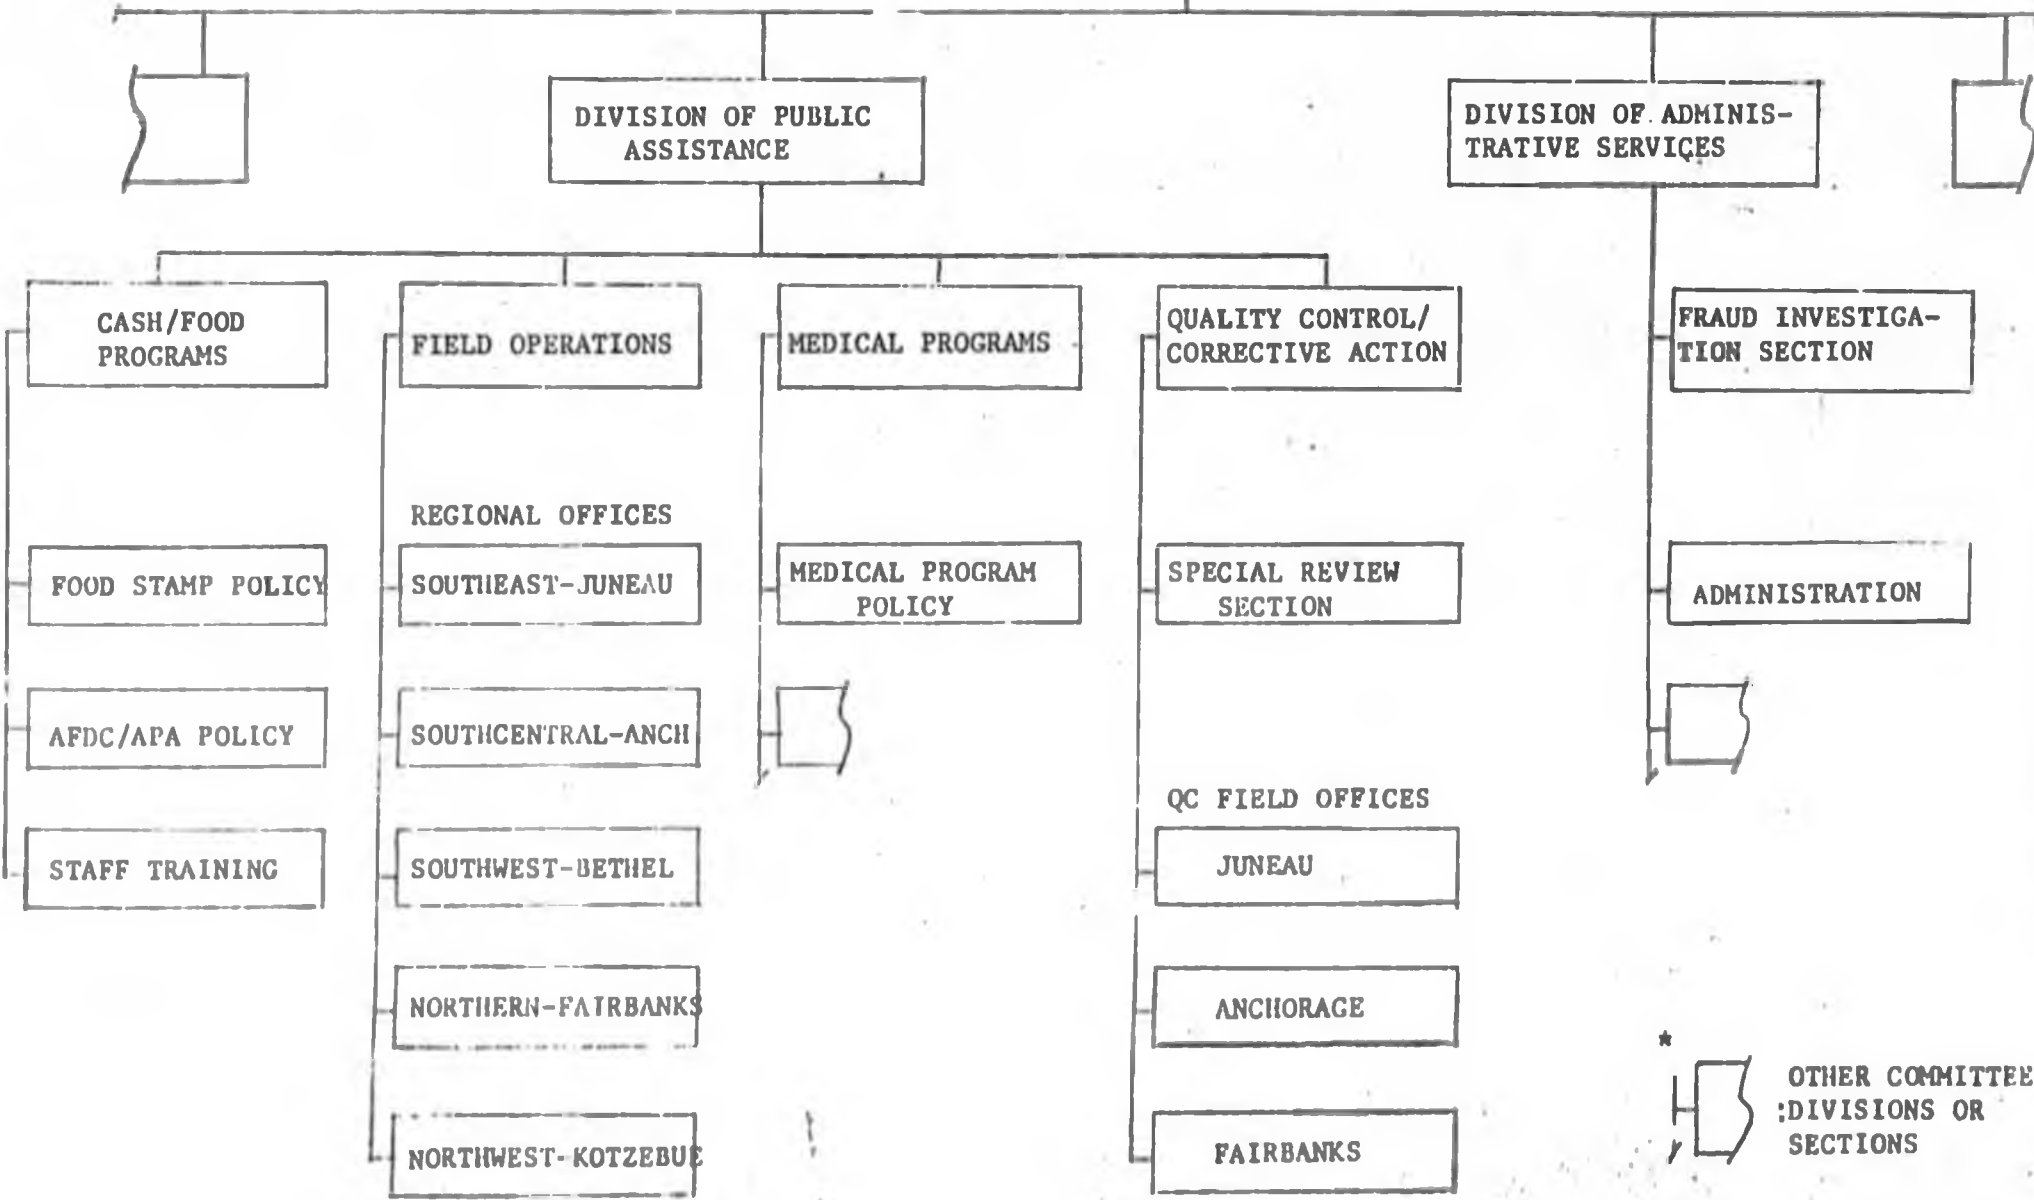 DIVISION OF PUBLIC
ASSISTANCE
DIVISION OF ADMINIS-
TRATIVE SERVICES
CASH/FOOD
PROGRAMS
FIELD OPERATIONS
MEDICAL PROGRAMS
QUALITY CONTROL/
CORRECTIVE ACTION
FRAUD INVESTIGA-
TION SECTION
REGIONAL OFFICES
FOOD STAMP POLICY
SOUTHEAST-JUNEAU
MEDICAL PROGRAM
POLICY
SPECIAL REVIEW
SECTION
ADMINISTRATION
AFDC/APA POLICY
SOUTHCENTRAL-ANCH
QC FIELD OFFICES
STAFF TRAINING
SOUTHWEST-BETHEL
JUNEAU
NORTHERN-FAIRBANKS
ANCHORAGE
*
OTHER COMMITTEE
DIVISIONS OR
SECTIONS
NORTHWEST-KOTZEBUE
FAIRBANKS